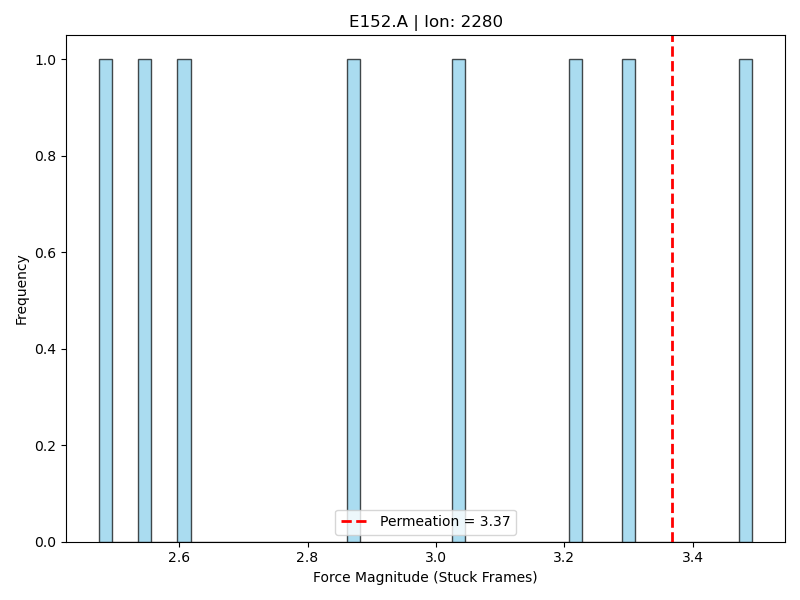 E152.A | Ion: 2280
Frequency
1.0
0.8
0.6
0.4
0.2
0.0
Permeation = 3.37
2.6 2.8 3.0 3.2 3.4
Force Magnitude (Stuck Frames)